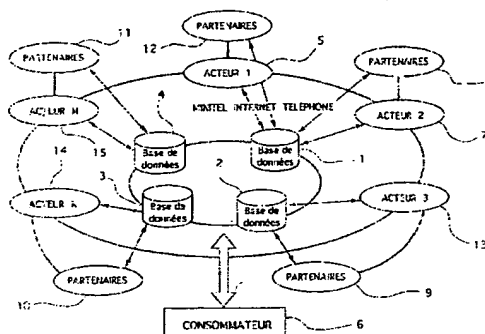 11
12
PARTENAIRES
5
PARTENAIRES
PARTENAIRES
ACTEUR 1
4
MINITEL INTERNET TELEPHONE
ACTEUR N
ACTEUR 2
14
15
Base de données
Base de données
1
3
2
ACTEUR K
Base de données
Base de données
ACTEUR 3
13
PARTENAIRES
PARTENAIRES
10
9
CONSOMMATEUR
6